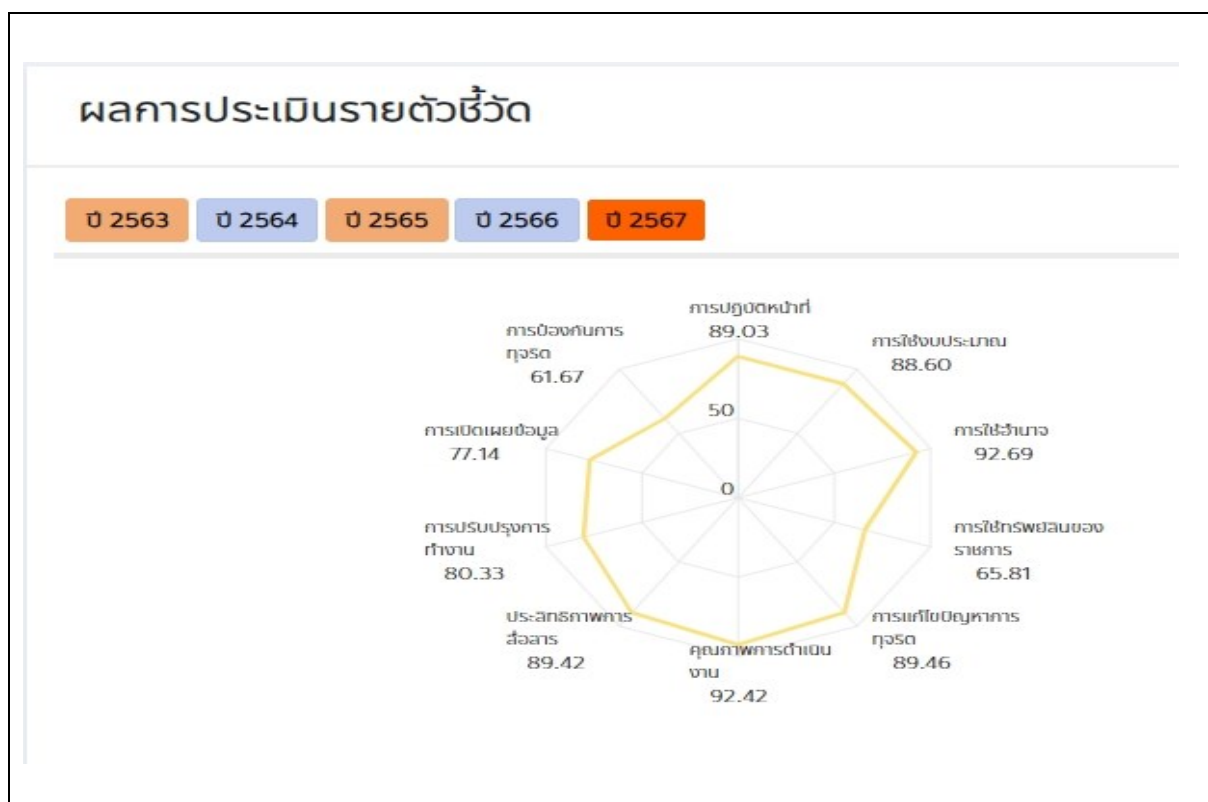 ผลการประเมินรายตัวชี้วัด
ปี 2563 ปี 2564 ปี 2565 ปี 2566 ปี 2567
การปฏิบัติหน้าที่
89.03
การใช้งบประมาณ
88.60
การใช้อำนาจ
92.69
การใช้ทรัพย์สินของ
ราชการ
65.81
การแก้ไขปัญหาการ
ทุจริต
89.46
คุณภาพการดำเนิน
งาน
92.42
ประสิทธิภาพการ
สื่อสาร
89.42
การปรับปรุงการ
ทำงาน
80.33
การเปิดเผยข้อมูล
77.14
การป้องกันการ
ทุจริต
61.67
50
0